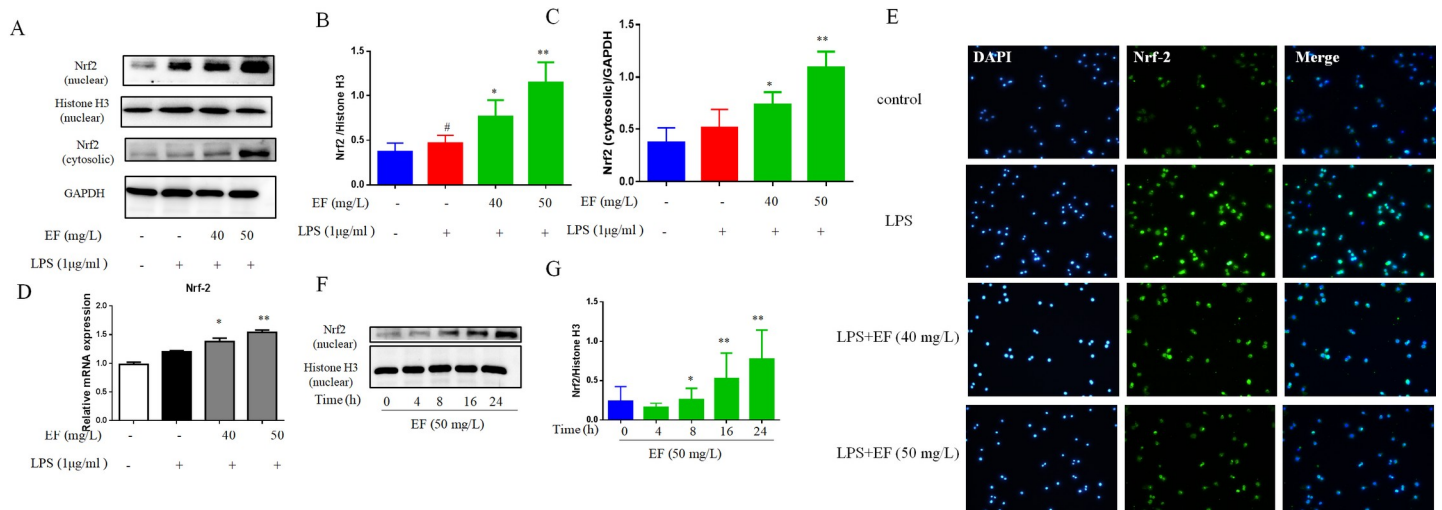 A
Nrf2
(nuclear)
Histone H3
(nuclear)
Nrf2
(cytosolic)
GAPDH
EF (mg/L) - - 40 50
LPS (1μg/ml) - + + +
B
Nrf2 /Histone H3
1.5
1.0
0.5
0.0
#
*
**
EF (mg/L) - - 40 50
LPS (1μg/ml ) - + + +
C
Nrf2 (cytosolic)/GAPDH
1.5
1.0
0.5
0.0
*
**
EF (mg/L) - - 40 50
LPS (1μg/ml ) - + + +
D
Nrf-2
Relative mRNA expression
2.0
1.5
1.0
0.5
0.0
*
**
EF (mg/L) - - 40 50
LPS (1μg/ml ) - + + +
F
Nrf2
(nuclear)
Histone H3
(nuclear)
Time (h) 0 4 8 16 24
EF (50 mg/L)
G
Nrf2/Histone H3
1.5
1.0
0.5
0.0
*
**
**
Time (h) 0 4 8 16 24
EF (50 mg/L)
E
DAPI Nrf-2 Merge
control
LPS
LPS+EF (40 mg/L)
LPS+EF (50 mg/L)